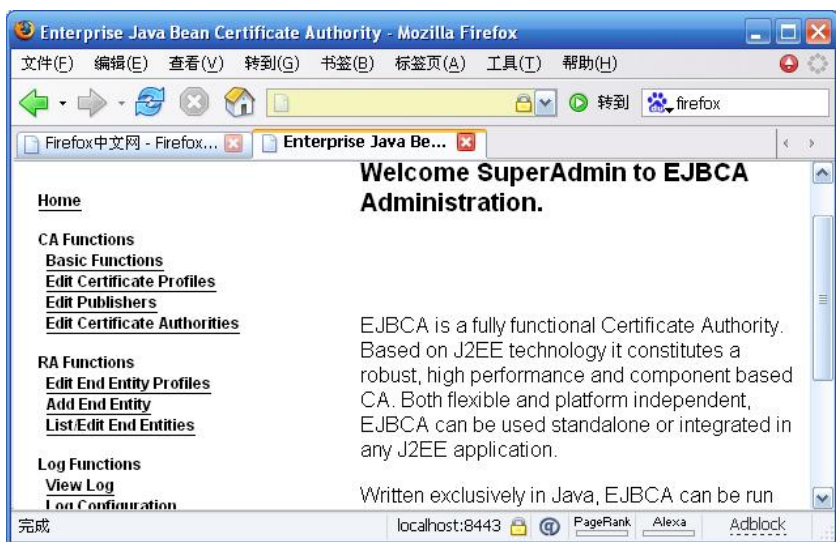 Enterprise Java Bean Certificate Authority - Mozilla Firefox
文件(F) 编辑(E) 查看(V) 转到(G) 书签(B) 标签页(A) 工具(T) 帮助(H)
转到 firefox
Firefox中文网 - Firefox... Enterprise Java Be...
Home
CA Functions
Basic Functions
Edit Certificate Profiles
Edit Publishers
Edit Certificate Authorities
RA Functions
Edit End Entity Profiles
Add End Entity
List/Edit End Entities
Log Functions
View Log
Log Configuration
Welcome SuperAdmin to EJBCA
Administration.
EJBCA is a fully functional Certificate Authority.
Based on J2EE technology it constitutes a
robust, high performance and component based
CA. Both flexible and platform independent,
EJBCA can be used standalone or integrated in
any J2EE application.
Written exclusively in Java, EJBCA can be run
完成 localhost:8443 @ PageRank Alexa Adblock